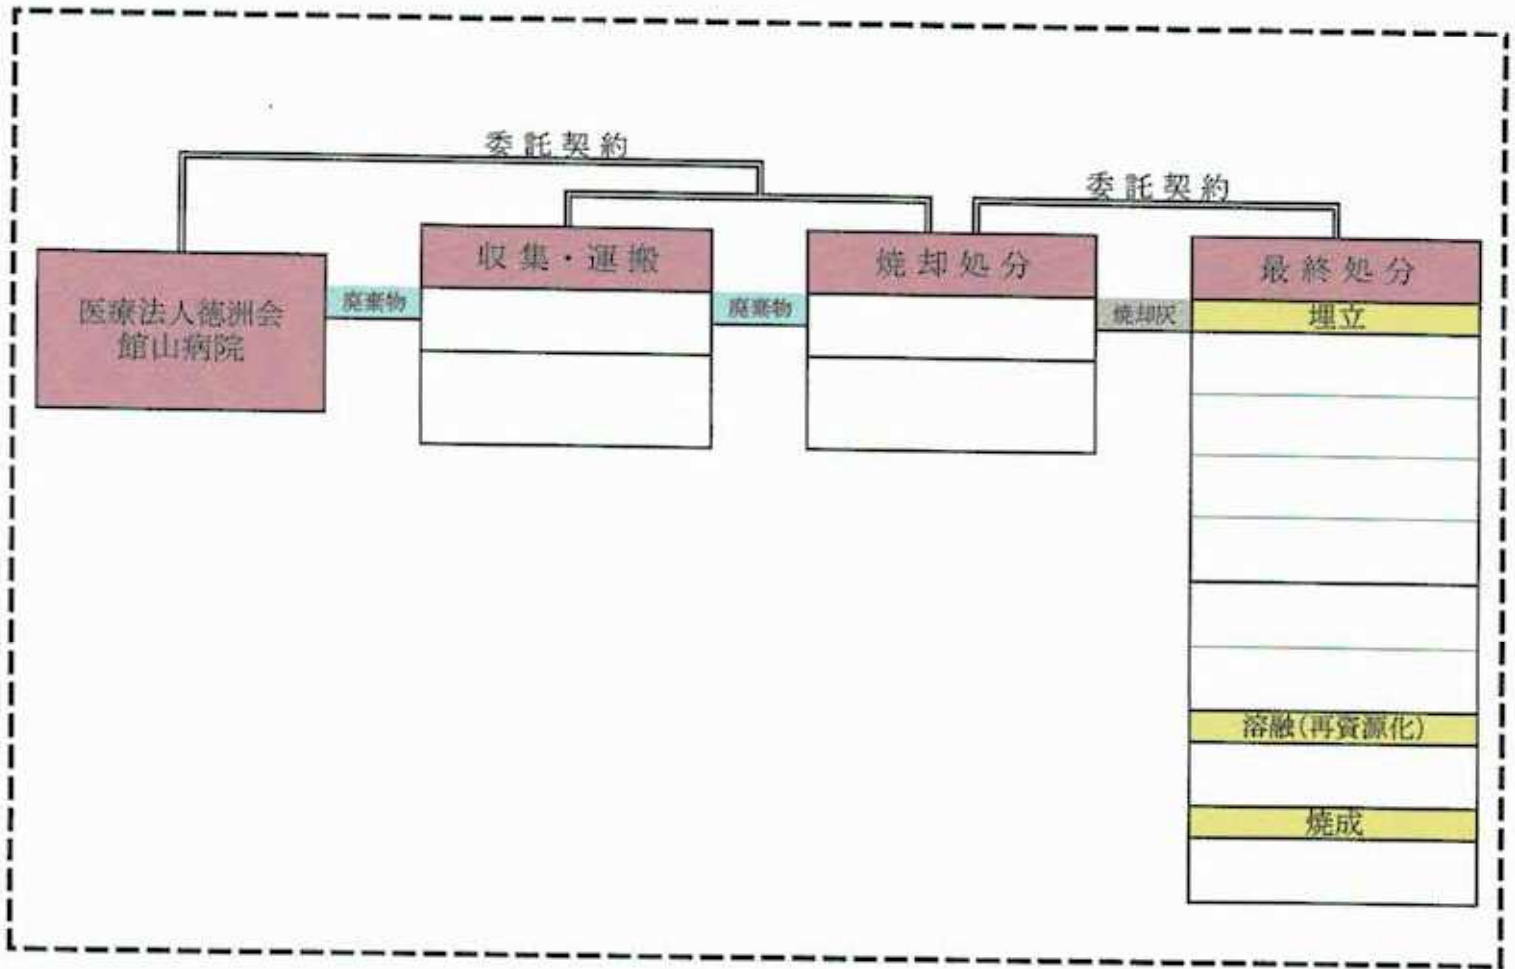 委託契約
委託契約
医療法人徳洲会
館山病院
廃棄物
収集・運搬
廃棄物
焼却処分
焼却灰
最終処分
埋立
溶融(再資源化)
焼成